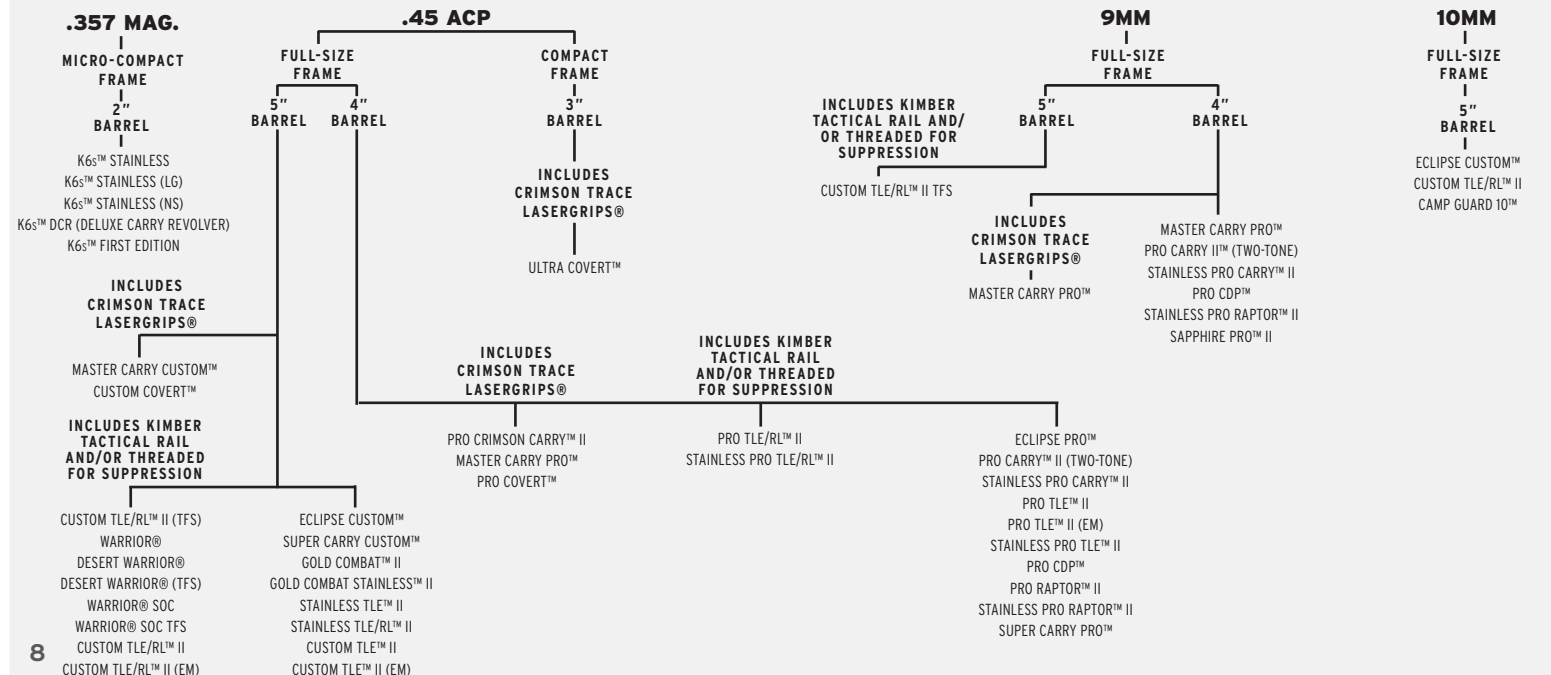 .357 MAG.
MICRO-COMPACT
FRAME
2"
BARREL
K6s™ STAINLESS
K6s™ STAINLESS (LG)
K6s™ STAINLESS (NS)
K6s™ DCR (DELUXE CARRY REVOLVER)
K6s™ FIRST EDITION
.45 ACP
FULL-SIZE
FRAME
5"
BARREL
INCLUDES
CRIMSON TRACE
LASERGRIPS®
MASTER CARRY CUSTOM™
CUSTOM COVERT™
INCLUDES KIMBER
TACTICAL RAIL
AND/OR THREADED
FOR SUPPRESSION
CUSTOM TLE/RL™ II (TFS)
WARRIOR®
DESERT WARRIOR®
DESERT WARRIOR® (TFS)
WARRIOR® SOC
WARRIOR® SOC TFS
CUSTOM TLE/RL™ II
CUSTOM TLE/RL™ II (EM)
ECLIPSE CUSTOM™
SUPER CARRY CUSTOM™
GOLD COMBAT™ II
GOLD COMBAT STAINLESS™ II
STAINLESS TLE™ II
STAINLESS TLE/RL™ II
CUSTOM TLE™ II
CUSTOM TLE™ II (EM)
4"
BARREL
INCLUDES
CRIMSON TRACE
LASERGRIPS®
PRO CRIMSON CARRY™ II
MASTER CARRY PRO™
PRO COVERT™
INCLUDES KIMBER
TACTICAL RAIL
AND/OR THREADED
FOR SUPPRESSION
PRO TLE/RL™ II
STAINLESS PRO TLE/RL™ II
ECLIPSE PRO™
PRO CARRY™ II (TWO-TONE)
STAINLESS PRO CARRY™ II
PRO TLE™ II
PRO TLE™ II (EM)
STAINLESS PRO TLE™ II
PRO CDP™
PRO RAPTOR™ II
STAINLESS PRO RAPTOR™ II
SUPER CARRY PRO™
COMPACT
FRAME
3"
BARREL
INCLUDES
CRIMSON TRACE
LASERGRIPS®
ULTRA COVERT™
9MM
FULL-SIZE
FRAME
5"
BARREL
INCLUDES KIMBER
TACTICAL RAIL AND/
OR THREADED FOR
SUPPRESSION
CUSTOM TLE/RL™ II TFS
4"
BARREL
INCLUDES
CRIMSON TRACE
LASERGRIPS®
MASTER CARRY PRO™
MASTER CARRY PRO™
PRO CARRY II™ (TWO-TONE)
STAINLESS PRO CARRY™ II
PRO CDP™
STAINLESS PRO RAPTOR™ II
SAPPHIRE PRO™ II
10MM
FULL-SIZE
FRAME
5"
BARREL
ECLIPSE CUSTOM™
CUSTOM TLE/RL™ II
CAMP GUARD 10™
8